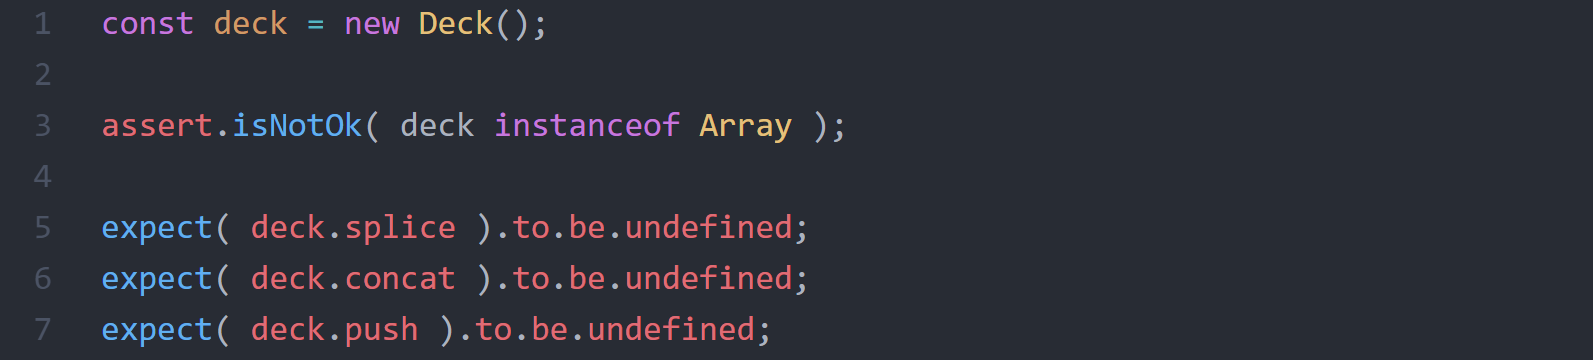 1 const deck = new Deck();
2
3 assert.isNotOk( deck instanceof Array );
4
5 expect( deck.splice ).to.be.undefined;
6 expect( deck.concat ).to.be.undefined;
7 expect( deck.push ).to.be.undefined;